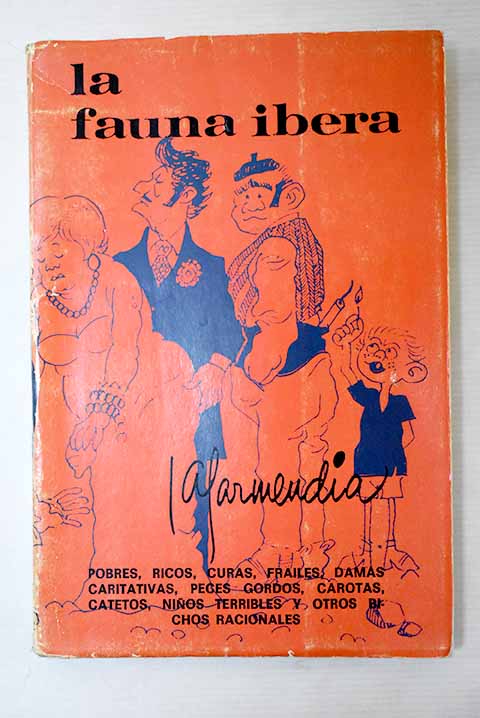 la
fauna ibera
Garmendia
POBRES, RICOS, CURAS, FRAILES, DAMAS
CARITATIVAS, PECES GORDOS, CAROTAS,
CATETOS, NIÑOS TERRIBLES Y OTROS BI-
CHOS RACIONALES